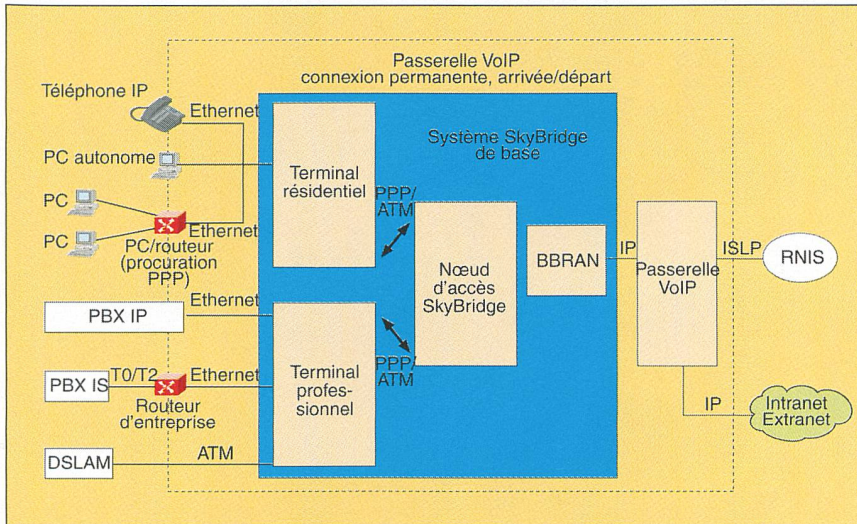 Passerelle VoIP
connexion permanente, arrivée/départ
Téléphone IP
Ethernet
PC autonome
PC
PC
Ethernet
PC/routeur
(procuration
PPP)
Système SkyBridge
de base
Terminal
résidentiel
PPP/
ATM
Nœud
d'accès
SkyBridge
BBRAN
IP
Passerelle
VoIP
ISLP
RNIS
PBX IP
Ethernet
PBX IS
T0/T2
Ethernet
Routeur
d'entreprise
Terminal
profes-
sionnel
PPP/
ATM
IP
Intranet
Extranet
DSLAM
ATM